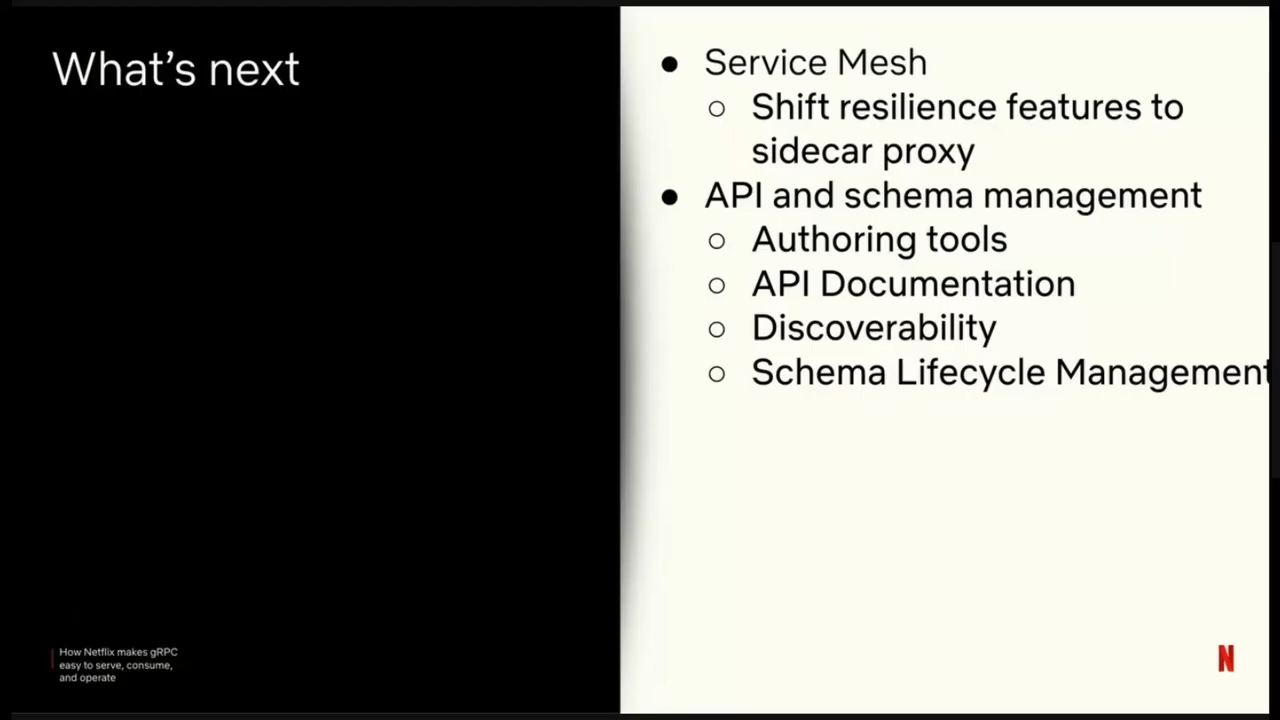 What’s next
● Service Mesh
○ Shift resilience features to
sidecar proxy
● API and schema management
○ Authoring tools
○ API Documentation
○ Discoverability
○ Schema Lifecycle Management
How Netflix makes gRPC
easy to serve, consume,
and operate
N